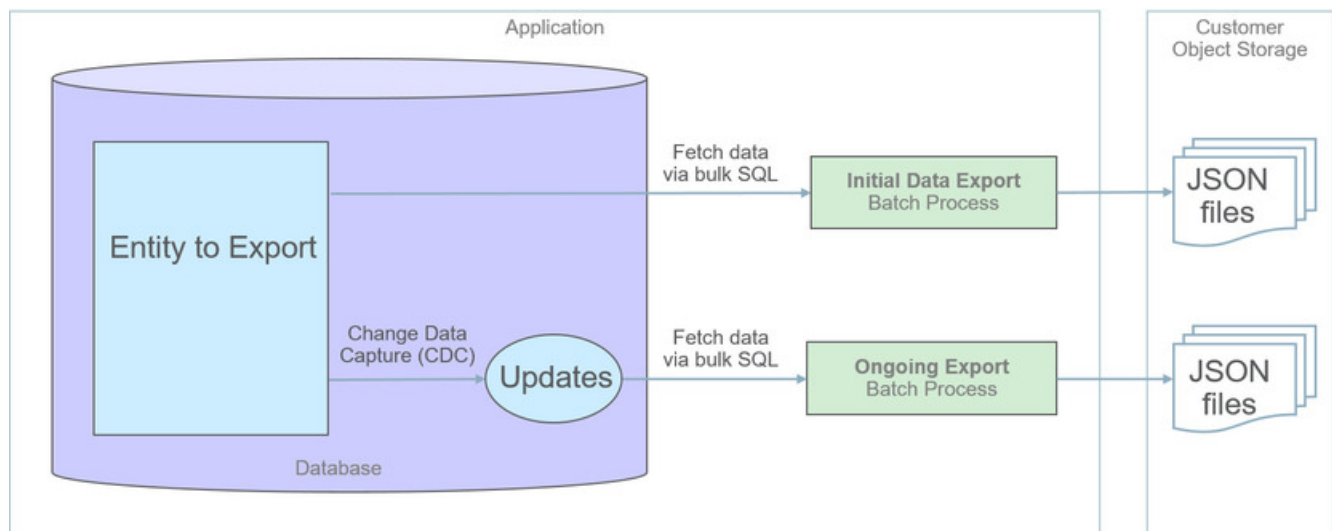 Application
Customer
Object Storage
Fetch data
via bulk SQL
Initial Data Export
Batch Process
JSON
files
Entity to Export
Change Data
Capture (CDC)
Updates
Fetch data
via bulk SQL
Ongoing Export
Batch Process
JSON
files
Database